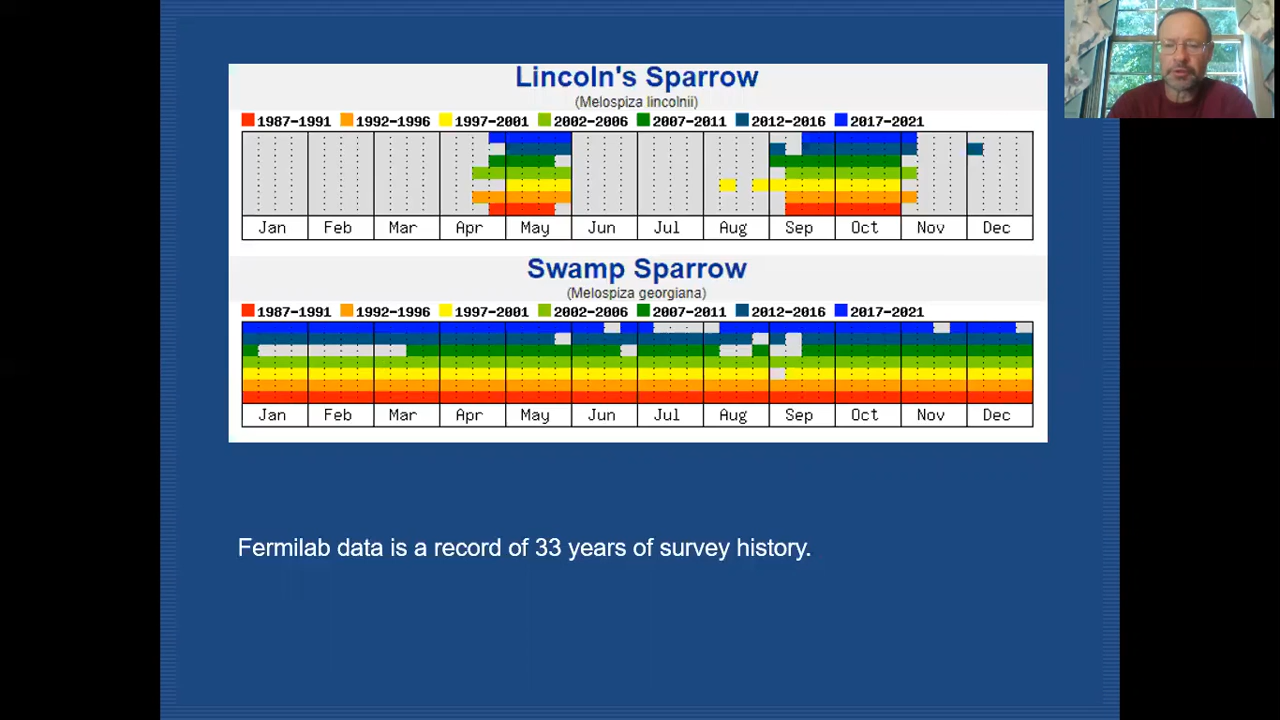 Lincoln's Sparrow
(Melospiza lincolnii)
1987-1991 1992-1996 1997-2001 2002-2006 2007-2011 2012-2016 2017-2021
Jan Feb Mar Apr May Jun Jul Aug Sep Oct Nov Dec
Swamp Sparrow
(Melospiza georgiana)
1987-1991 1992-1996 1997-2001 2002-2006 2007-2011 2012-2016 2017-2021
Jan Feb Mar Apr May Jun Jul Aug Sep Oct Nov Dec
Fermilab data is a record of 33 years of survey history.